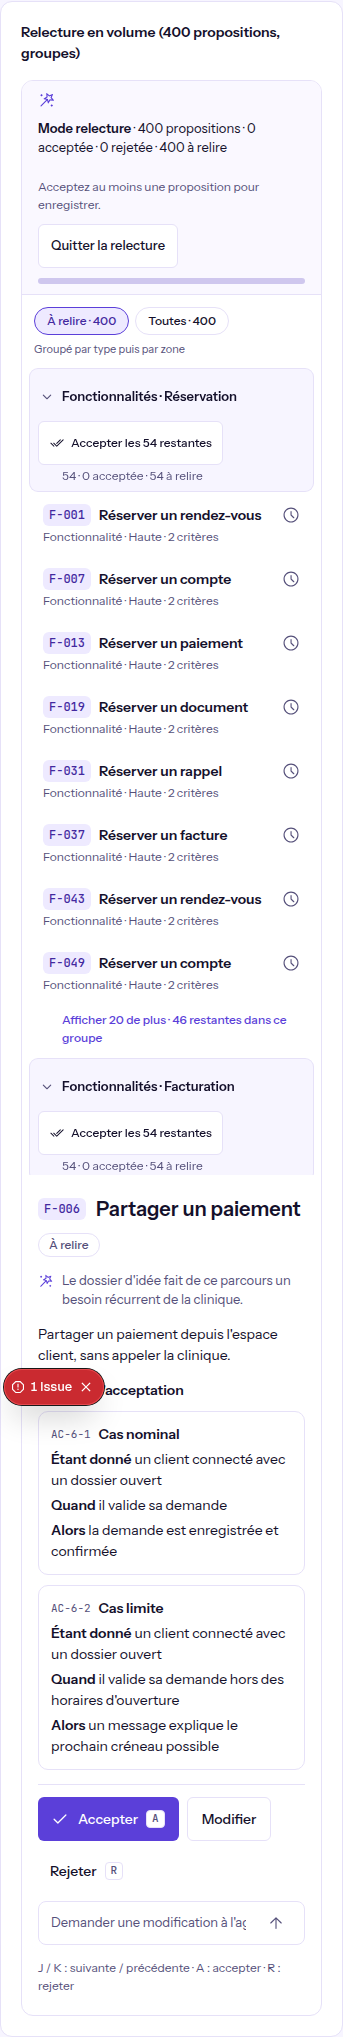 Relecture en volume (400 propositions,
groupes)
Mode relecture · 400 propositions · 0
acceptée · 0 rejetée · 400 à relire
Acceptez au moins une proposition pour
enregistrer.
Quitter la relecture
À relire · 400 Toutes · 400
Groupé par type puis par zone
Fonctionnalités · Réservation
Accepter les 54 restantes
54 · 0 acceptée · 54 à relire
F-001 Réserver un rendez-vous
Fonctionnalité · Haute · 2 critères
F-007 Réserver un compte
Fonctionnalité · Haute · 2 critères
F-013 Réserver un paiement
Fonctionnalité · Haute · 2 critères
F-019 Réserver un document
Fonctionnalité · Haute · 2 critères
F-031 Réserver un rappel
Fonctionnalité · Haute · 2 critères
F-037 Réserver un facture
Fonctionnalité · Haute · 2 critères
F-043 Réserver un rendez-vous
Fonctionnalité · Haute · 2 critères
F-049 Réserver un compte
Fonctionnalité · Haute · 2 critères
Afficher 20 de plus · 46 restantes dans ce
groupe
Fonctionnalités · Facturation
Accepter les 54 restantes
54 · 0 acceptée · 54 à relire
F-006 Partager un paiement
À relire
Le dossier d'idée fait de ce parcours un
besoin récurrent de la clinique.
Partager un paiement depuis l'espace
client, sans appeler la clinique.
1 Issue
'acceptation
AC-6-1 Cas nominal
Étant donné un client connecté avec
un dossier ouvert
Quand il valide sa demande
Alors la demande est enregistrée et
confirmée
AC-6-2 Cas limite
Étant donné un client connecté avec
un dossier ouvert
Quand il valide sa demande hors des
horaires d'ouverture
Alors un message explique le
prochain créneau possible
Accepter A Modifier
Rejeter R
Demander une modification à l'ag
J / K : suivante / précédente · A : accepter · R :
rejeter